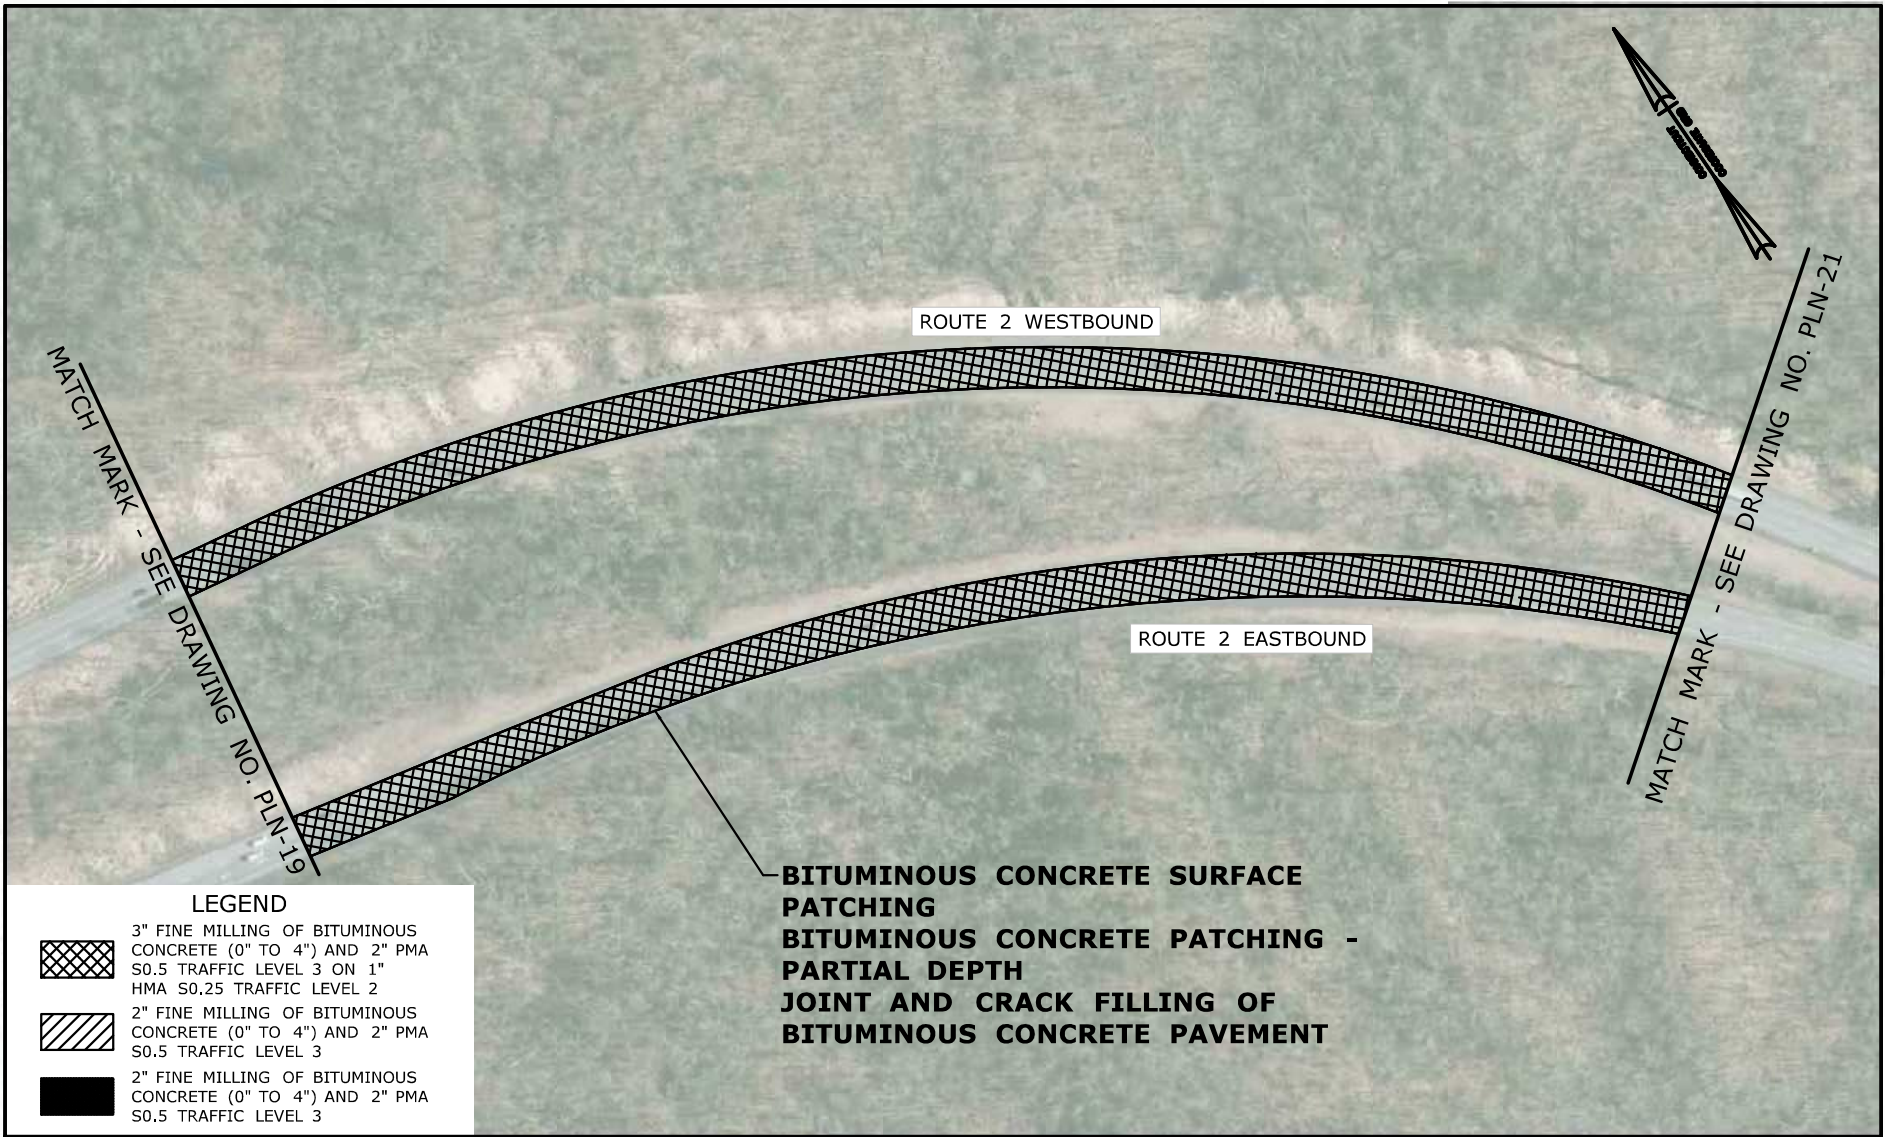 ROUTE 2 WESTBOUND
MATCH MARK - SEE DRAWING NO. PLN-19
MATCH MARK - SEE DRAWING NO. PLN-21
ROUTE 2 EASTBOUND
BITUMINOUS CONCRETE SURFACE
PATCHING
BITUMINOUS CONCRETE PATCHING -
PARTIAL DEPTH
JOINT AND CRACK FILLING OF
BITUMINOUS CONCRETE PAVEMENT
LEGEND
3" FINE MILLING OF BITUMINOUS
CONCRETE (0" TO 4") AND 2" PMA
S0.5 TRAFFIC LEVEL 3 ON 1"
HMA S0.25 TRAFFIC LEVEL 2
2" FINE MILLING OF BITUMINOUS
CONCRETE (0" TO 4") AND 2" PMA
S0.5 TRAFFIC LEVEL 3
2" FINE MILLING OF BITUMINOUS
CONCRETE (0" TO 4") AND 2" PMA
S0.5 TRAFFIC LEVEL 3